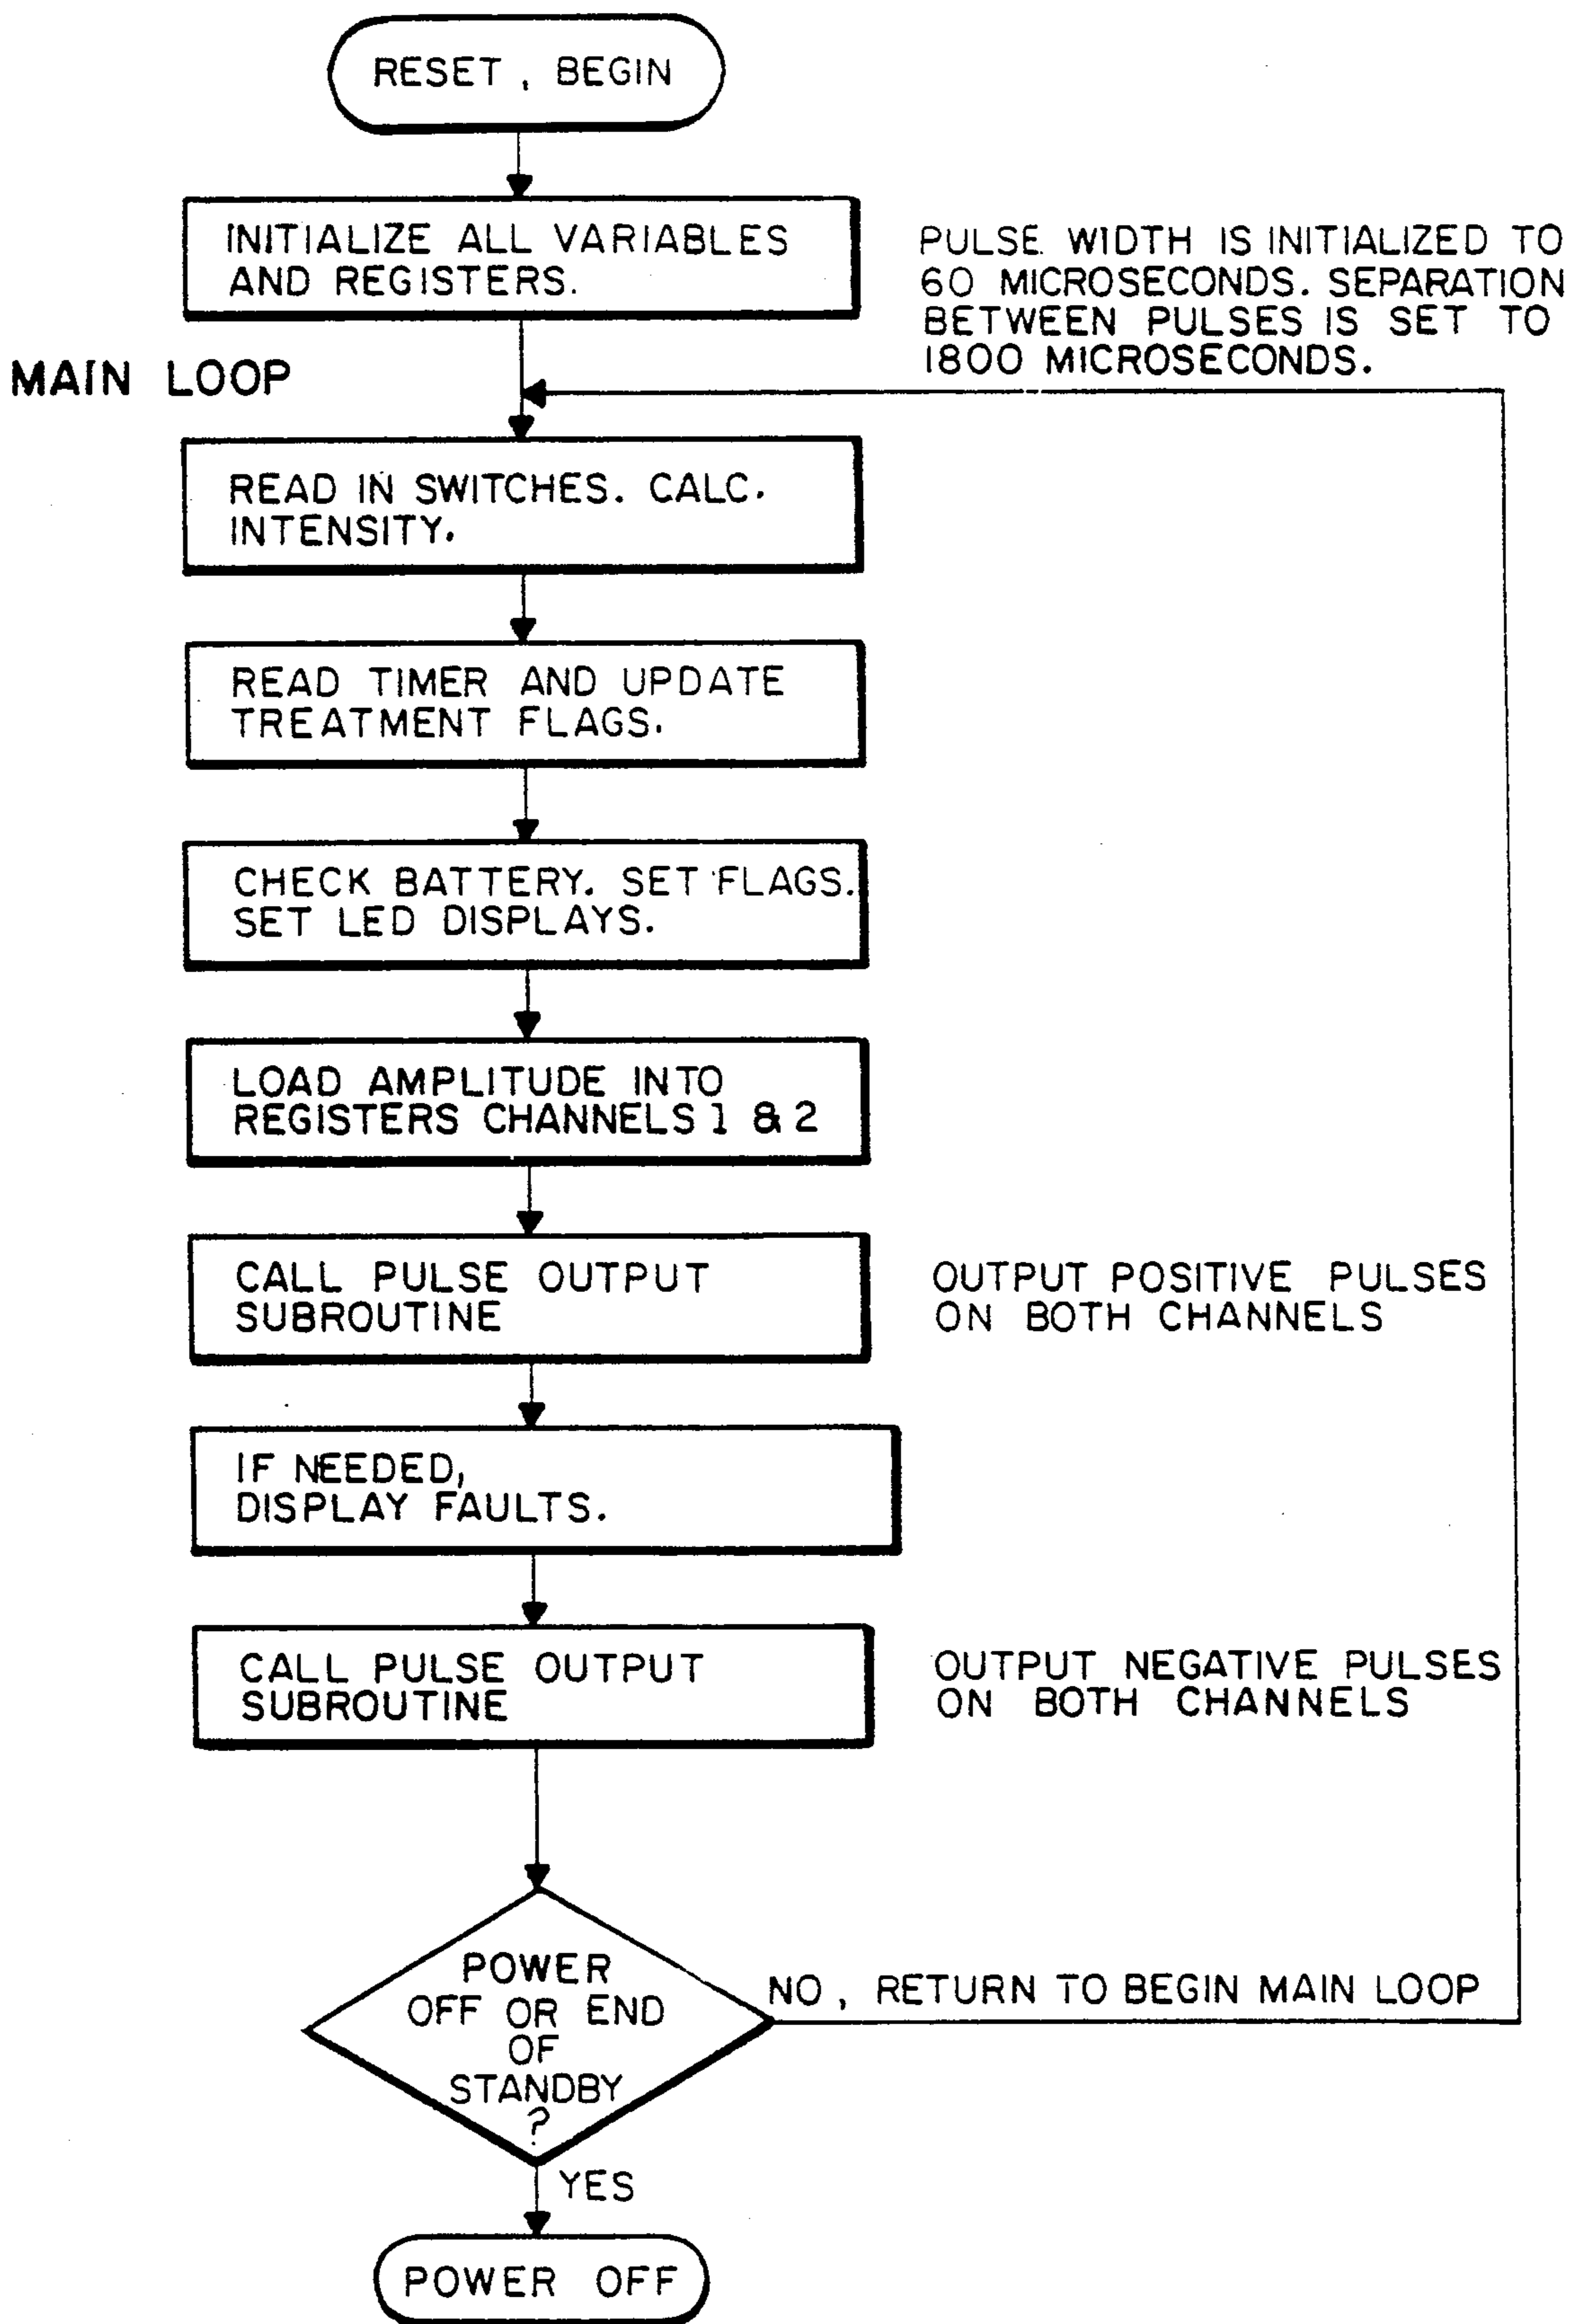 RESET, BEGIN
INITIALIZE ALL VARIABLES
AND REGISTERS.
PULSE WIDTH IS INITIALIZED TO
60 MICROSECONDS. SEPARATION
BETWEEN PULSES IS SET TO
1800 MICROSECONDS.
MAIN LOOP
READ IN SWITCHES. CALC.
INTENSITY.
READ TIMER AND UPDATE
TREATMENT FLAGS.
CHECK BATTERY. SET FLAGS.
SET LED DISPLAYS.
LOAD AMPLITUDE INTO
REGISTERS CHANNELS 1 & 2
CALL PULSE OUTPUT
SUBROUTINE
OUTPUT POSITIVE PULSES
ON BOTH CHANNELS
IF NEEDED,
DISPLAY FAULTS.
CALL PULSE OUTPUT
SUBROUTINE
OUTPUT NEGATIVE PULSES
ON BOTH CHANNELS
POWER
OFF OR END
OF
STANDBY
?
NO, RETURN TO BEGIN MAIN LOOP
YES
POWER OFF